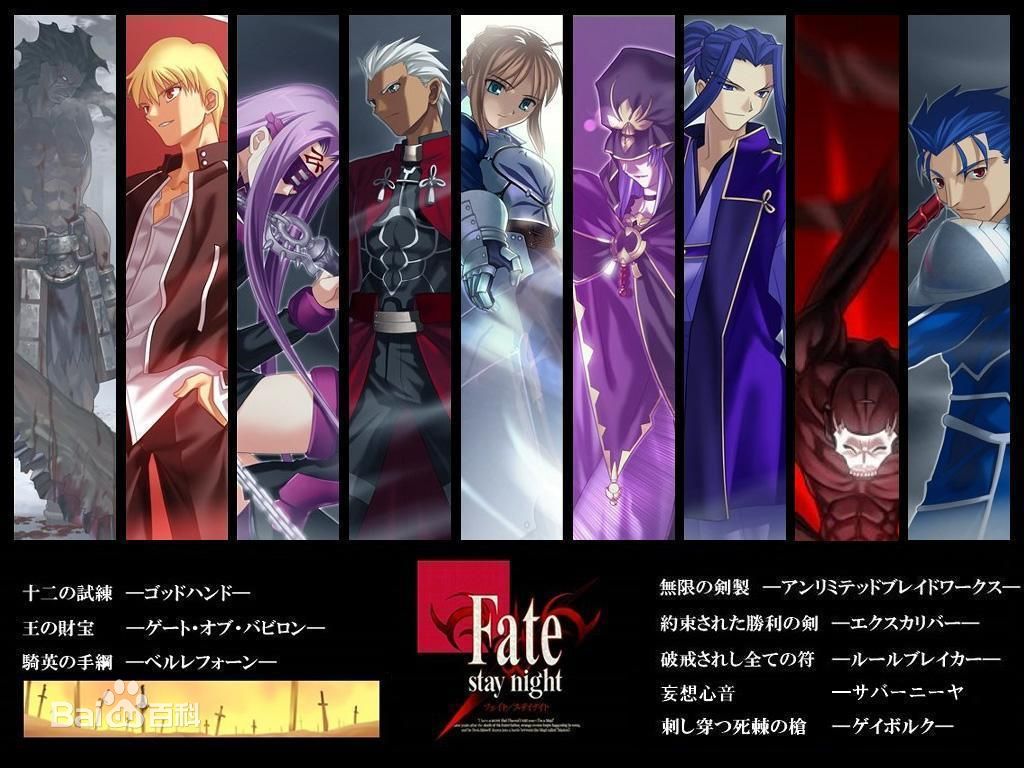 十二の試練 ―ゴッドハンド―
王の財宝 ―ゲート・オブ・バビロン―
騎英の手綱 ―ベルレフォーン―
Bai 百科
Fate
stay night
フェイト/ステイナイト
無限の剣製 ―アンリミテッドブレイドワークス―
約束された勝利の剣 ―エクスカリバー―
破戒されし全ての符 ―ルールブレイカー―
妄想心音 ―サバーニーヤ
刺し穿つ死棘の槍 ―ゲイボルク―